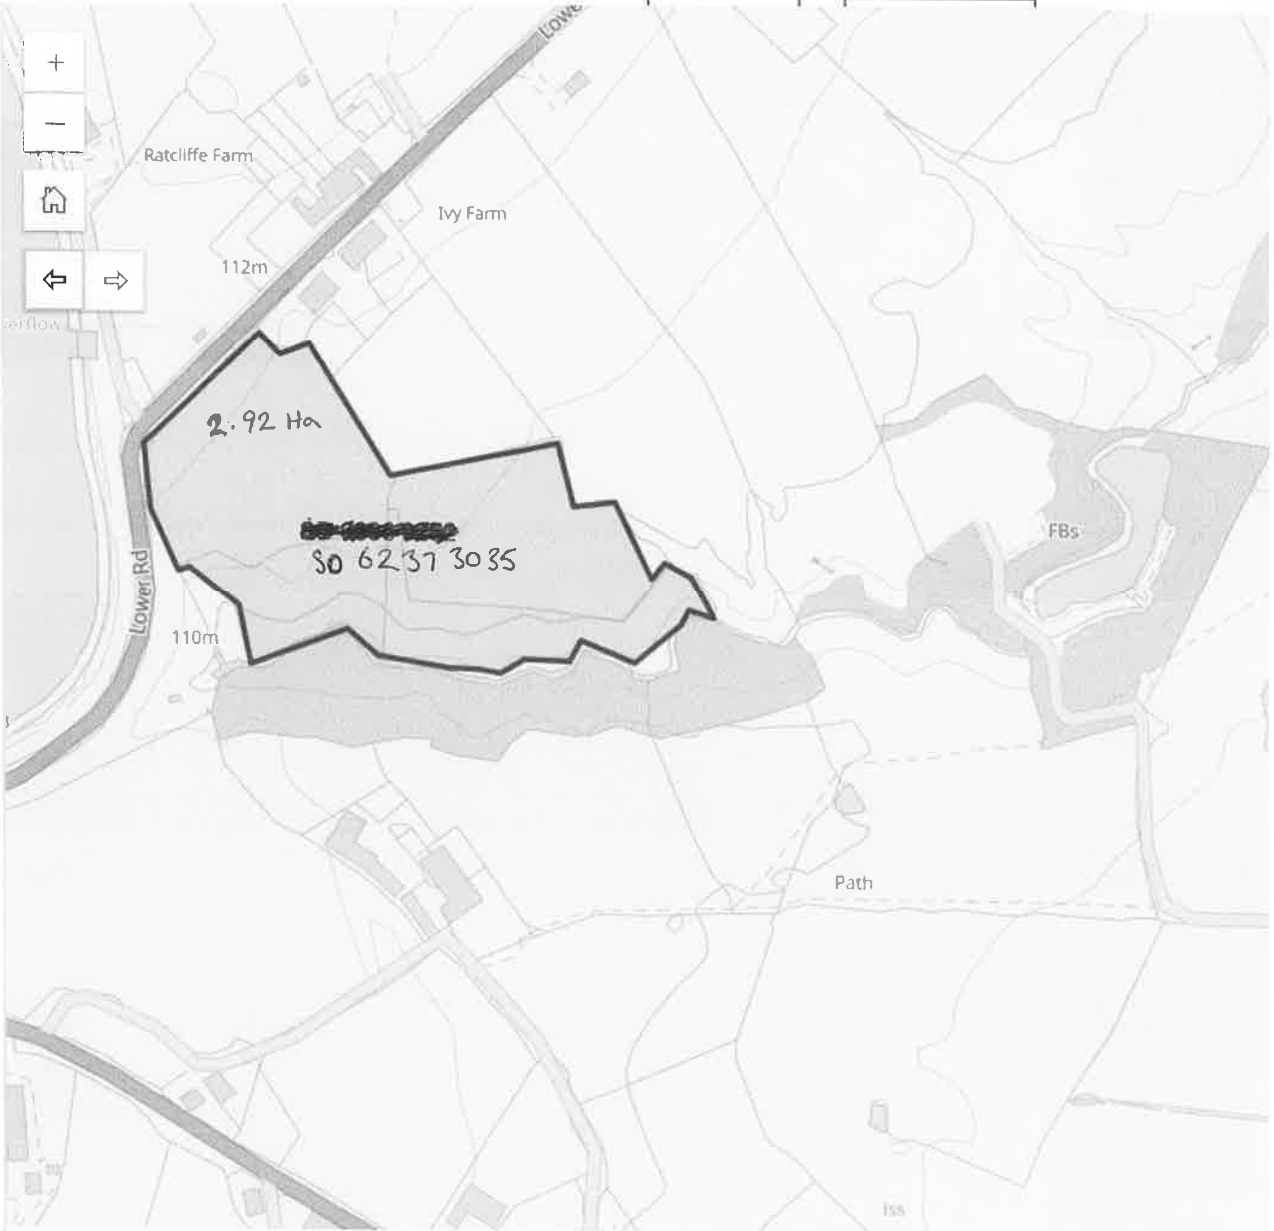 Lowe
+
−
Ratcliffe Farm
Ivy Farm
112m
erflow
2.92 Ha
SO 6237 3035
FBs
Lower Rd
110m
Path
Iss